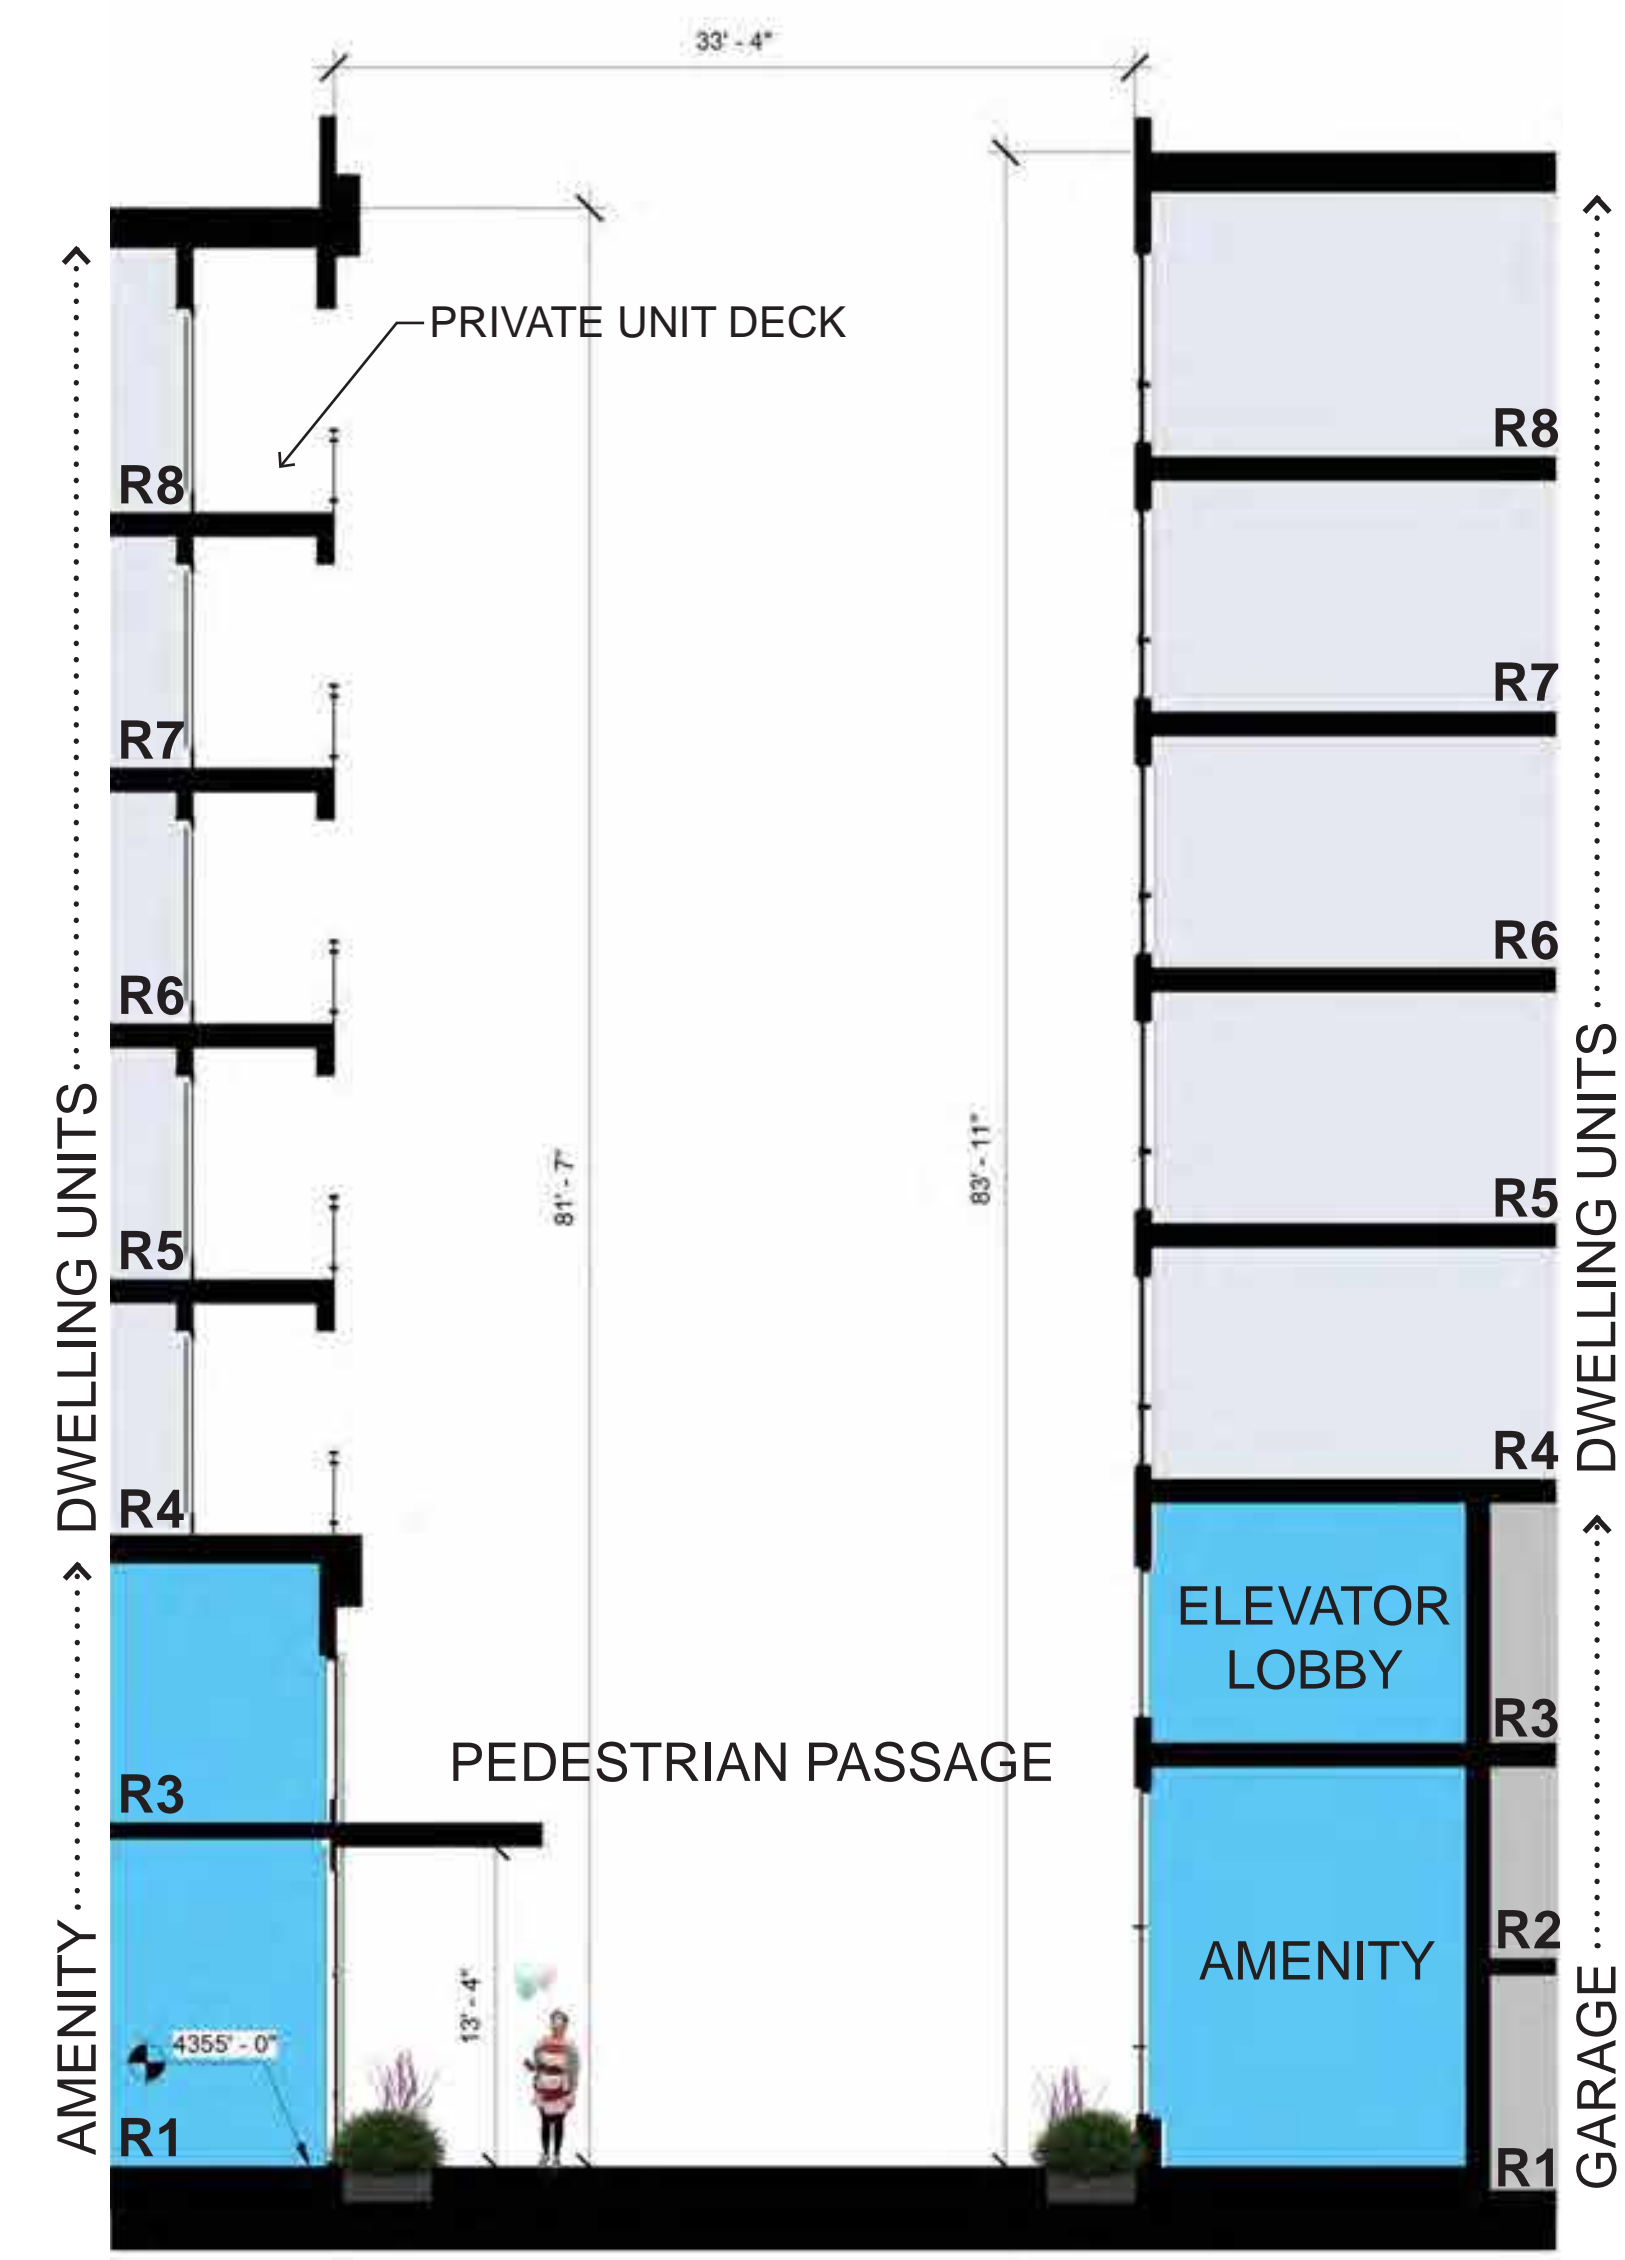 33' - 4"
PRIVATE UNIT DECK
R8
R8
R7
R7
R6
R6
R5
R5
R4
R4
DWELLING UNITS
DWELLING UNITS
81' - 7"
83' - 11"
ELEVATOR
LOBBY
R3
PEDESTRIAN PASSAGE
R3
R2
AMENITY
13' - 4"
4355' - 0"
R1
R1
AMENITY
GARAGE